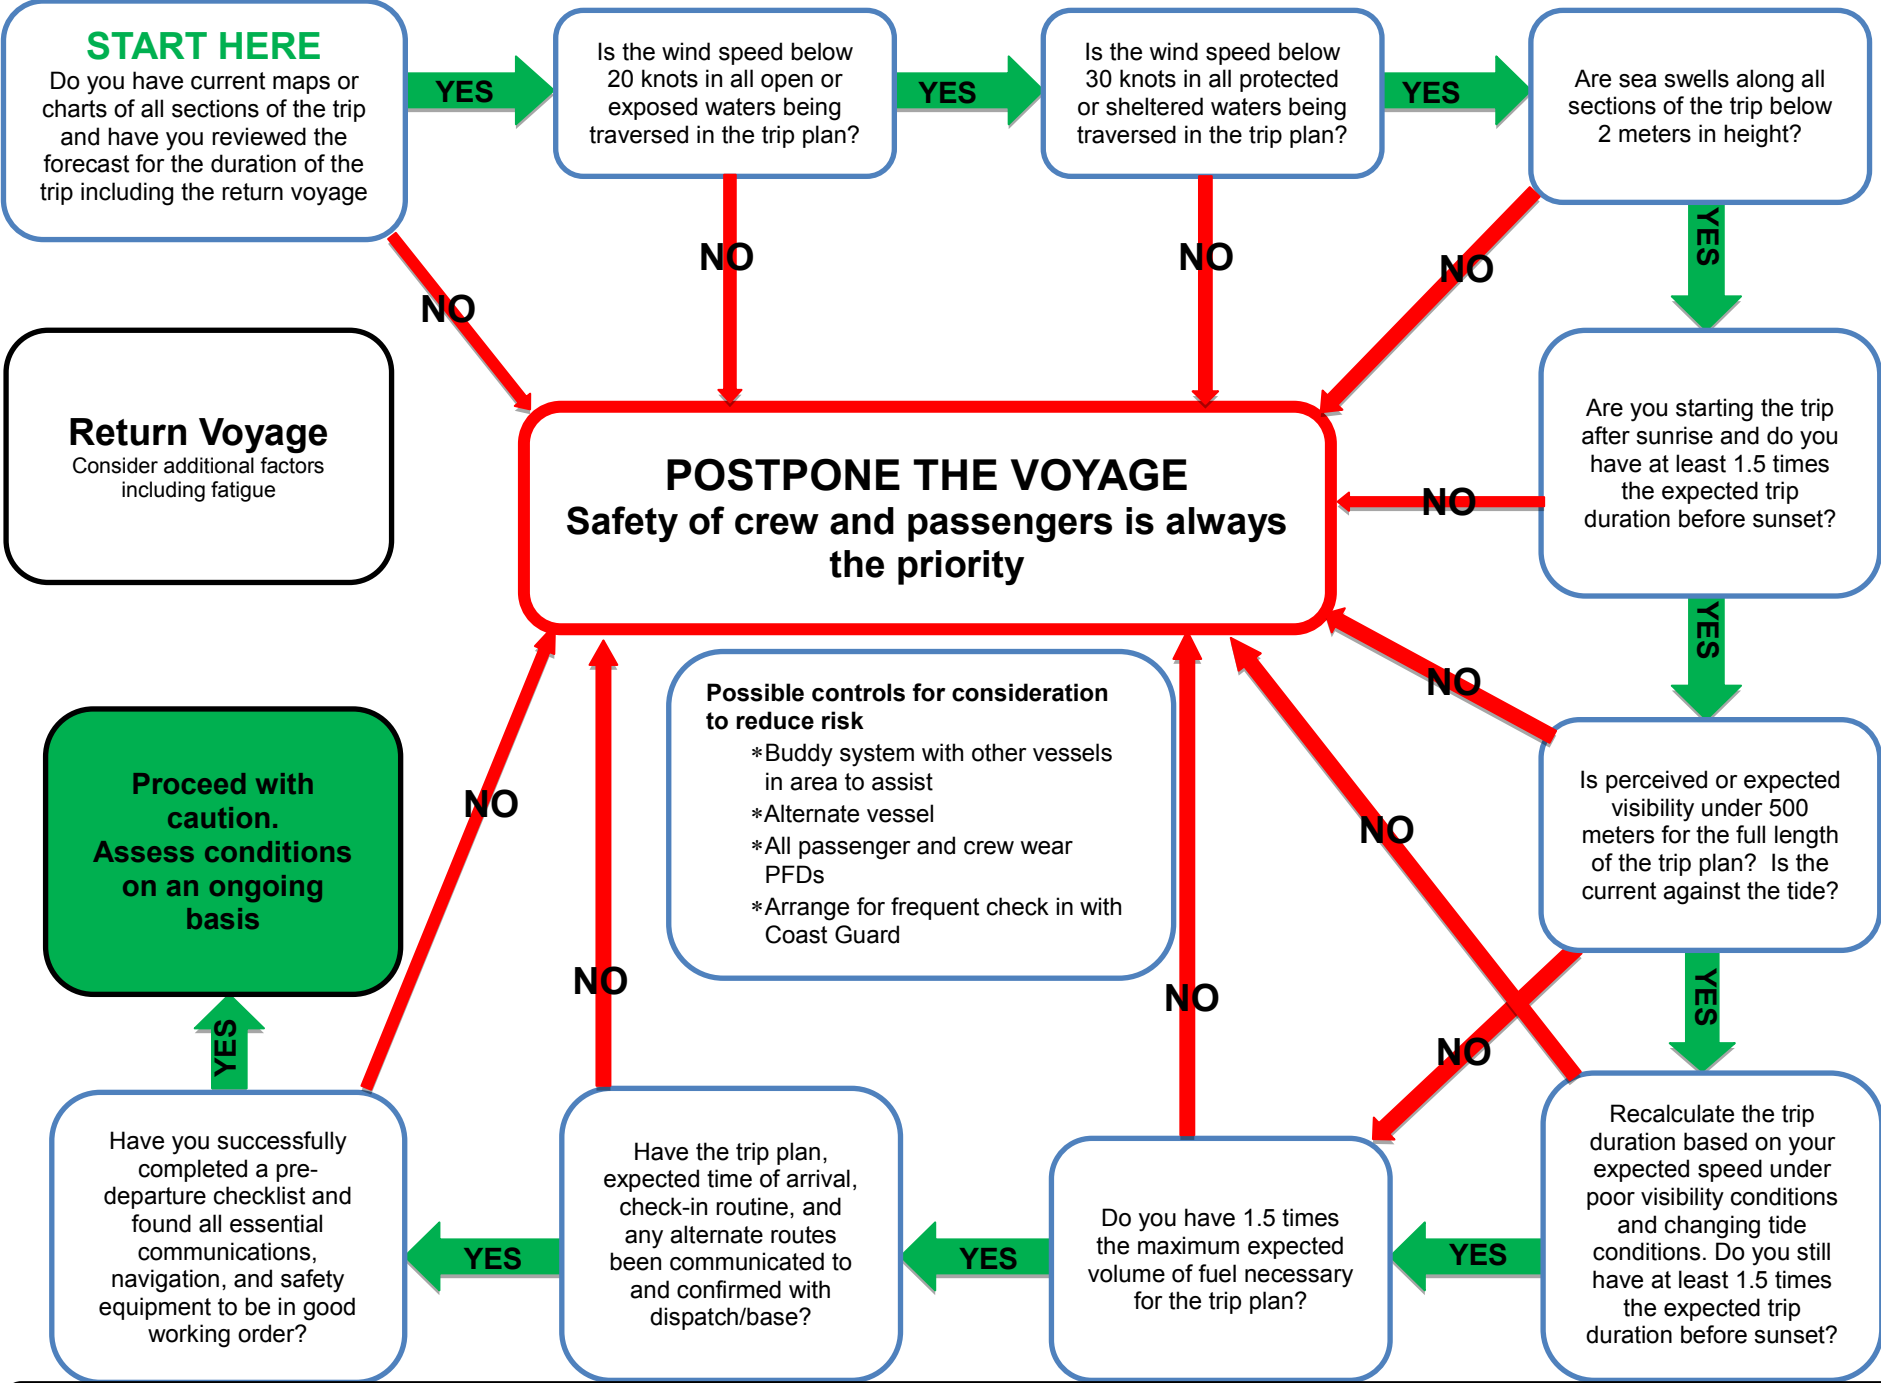 START HERE
Do you have current maps or
charts of all sections of the trip
and have you reviewed the
forecast for the duration of the
trip including the return voyage
YES
Is the wind speed below
20 knots in all open or
exposed waters being
traversed in the trip plan?
YES
Is the wind speed below
30 knots in all protected
or sheltered waters being
traversed in the trip plan?
YES
Are sea swells along all
sections of the trip below
2 meters in height?
NO
NO
NO
NO
YES
Return Voyage
Consider additional factors
including fatigue
POSTPONE THE VOYAGE
Safety of crew and passengers is always
the priority
NO
Are you starting the trip
after sunrise and do you
have at least 1.5 times
the expected trip
duration before sunset?
YES
NO
Possible controls for consideration
to reduce risk
*Buddy system with other vessels
in area to assist
*Alternate vessel
*All passenger and crew wear
PFDs
*Arrange for frequent check in with
Coast Guard
Is perceived or expected
visibility under 500
meters for the full length
of the trip plan?  Is the
current against the tide?
Proceed with
caution.
Assess conditions
on an ongoing
basis
NO
NO
NO
NO
NO
YES
YES
Have you successfully
completed a pre-
departure checklist and
found all essential
communications,
navigation, and safety
equipment to be in good
working order?
YES
Have the trip plan,
expected time of arrival,
check-in routine, and
any alternate routes
been communicated to
and confirmed with
dispatch/base?
YES
Do you have 1.5 times
the maximum expected
volume of fuel necessary
for the trip plan?
YES
Recalculate the trip
duration based on your
expected speed under
poor visibility conditions
and changing tide
conditions. Do you still
have at least 1.5 times
the expected trip
duration before sunset?